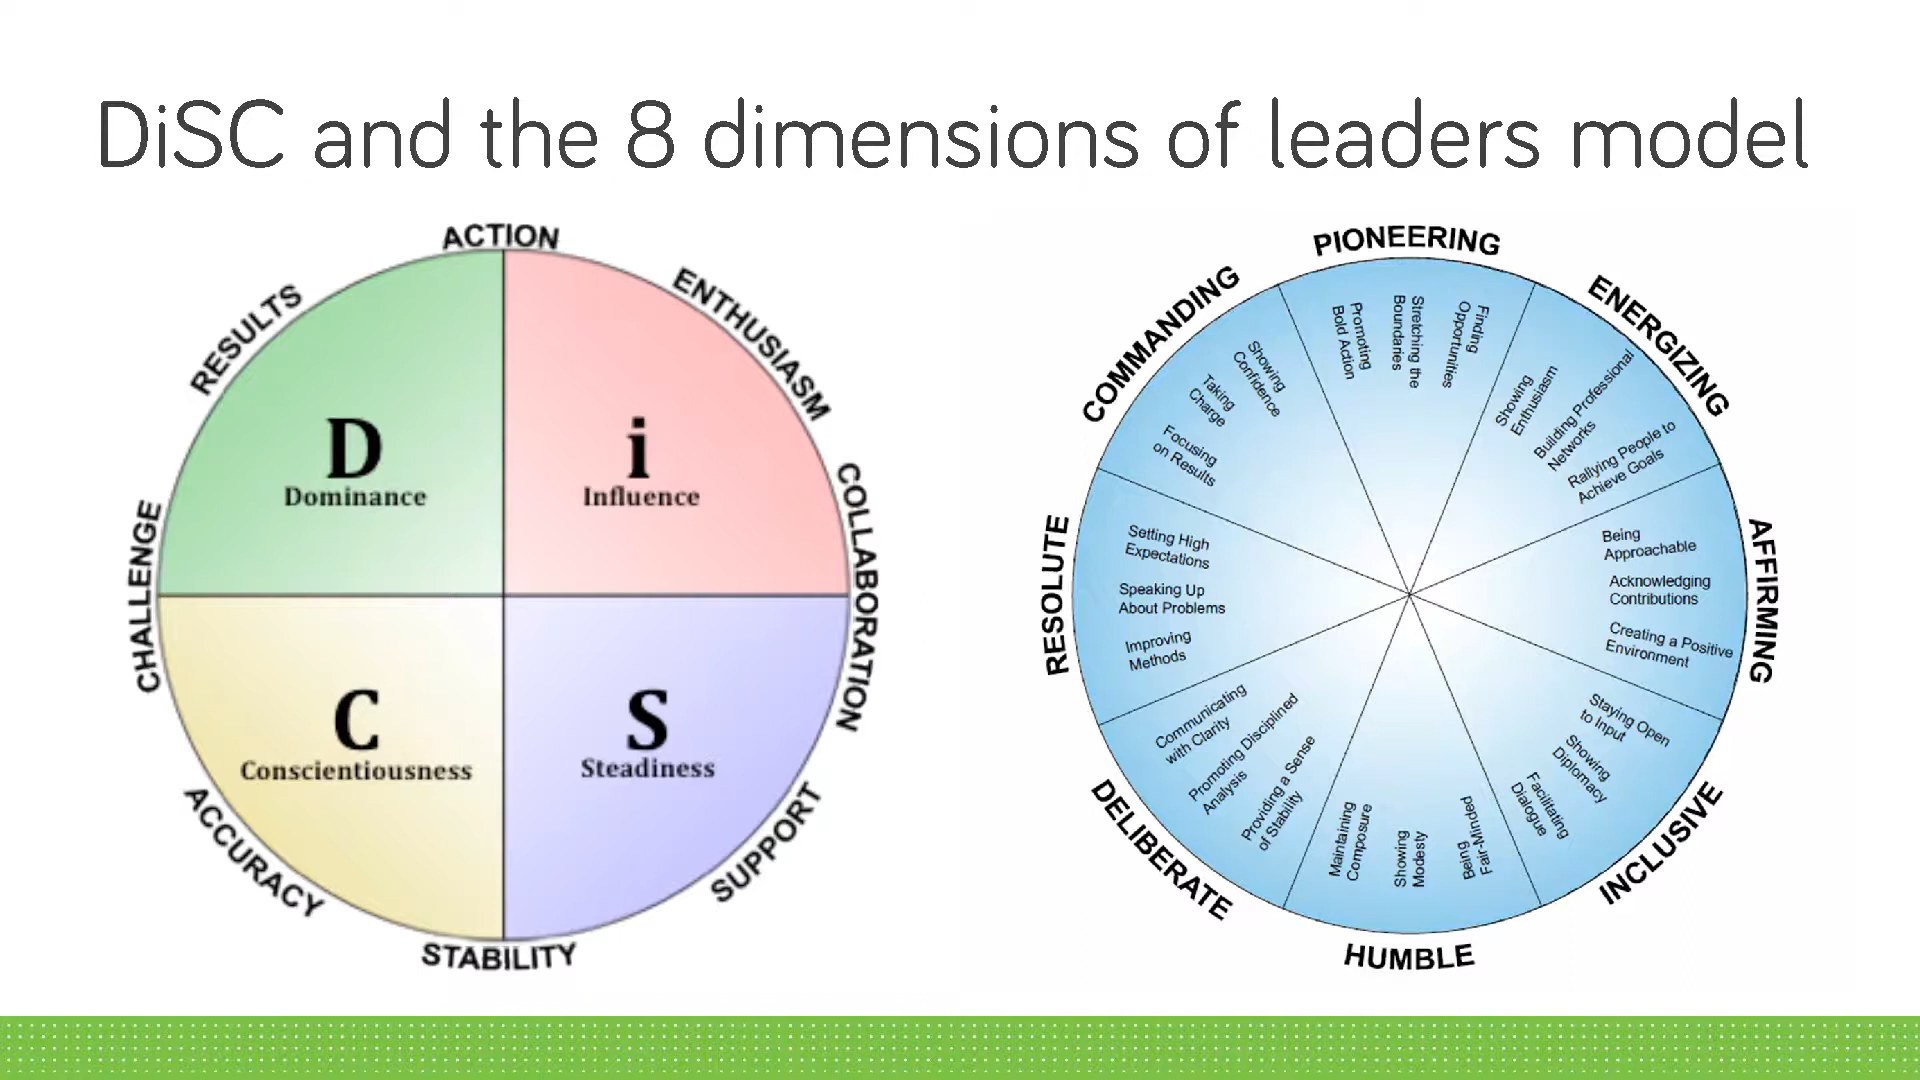 DiSC and the 8 dimensions of leaders model
ACTION
RESULTS
ENTHUSIASM
CHALLENGE
COLLABORATION
D
Dominance
i
Influence
C
Conscientiousness
S
Steadiness
ACCURACY
SUPPORT
STABILITY
PIONEERING
COMMANDING
ENERGIZING
RESOLUTE
AFFIRMING
DELIBERATE
INCLUSIVE
HUMBLE
Promoting
Bold Action
Stretching the
Boundaries
Finding
Opportunities
Showing
Enthusiasm
Building Professional
Networks
Rallying People to
Achieve Goals
Being
Approachable
Acknowledging
Contributions
Creating a Positive
Environment
Staying Open
to Input
Showing
Diplomacy
Facilitating
Dialogue
Being
Fair-Minded
Showing
Modesty
Maintaining
Composure
Providing a Sense
of Stability
Promoting Disciplined
Analysis
Communicating
with Clarity
Improving
Methods
Speaking Up
About Problems
Setting High
Expectations
Focusing
on Results
Taking
Charge
Showing
Confidence